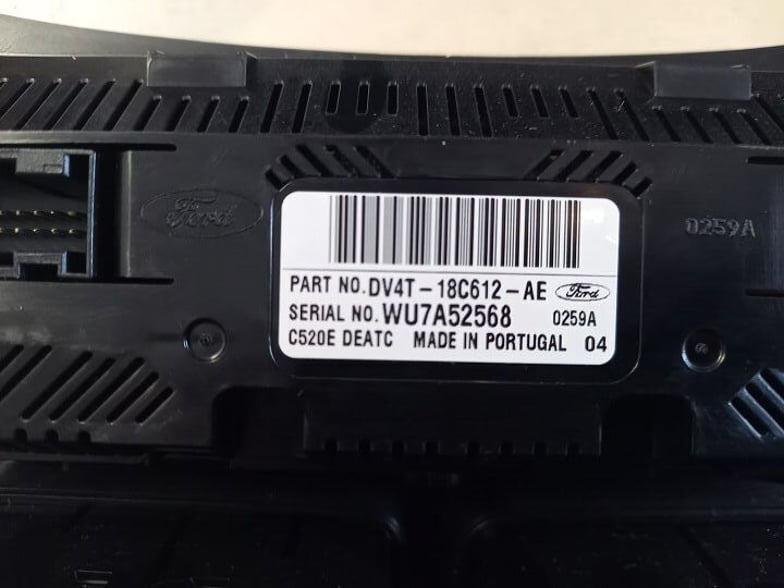 Ford
0259A
PART NO. DV4T-18C612-AE Ford
SERIAL NO. WU7A52568 0259A
C520E DEATC MADE IN PORTUGAL 04